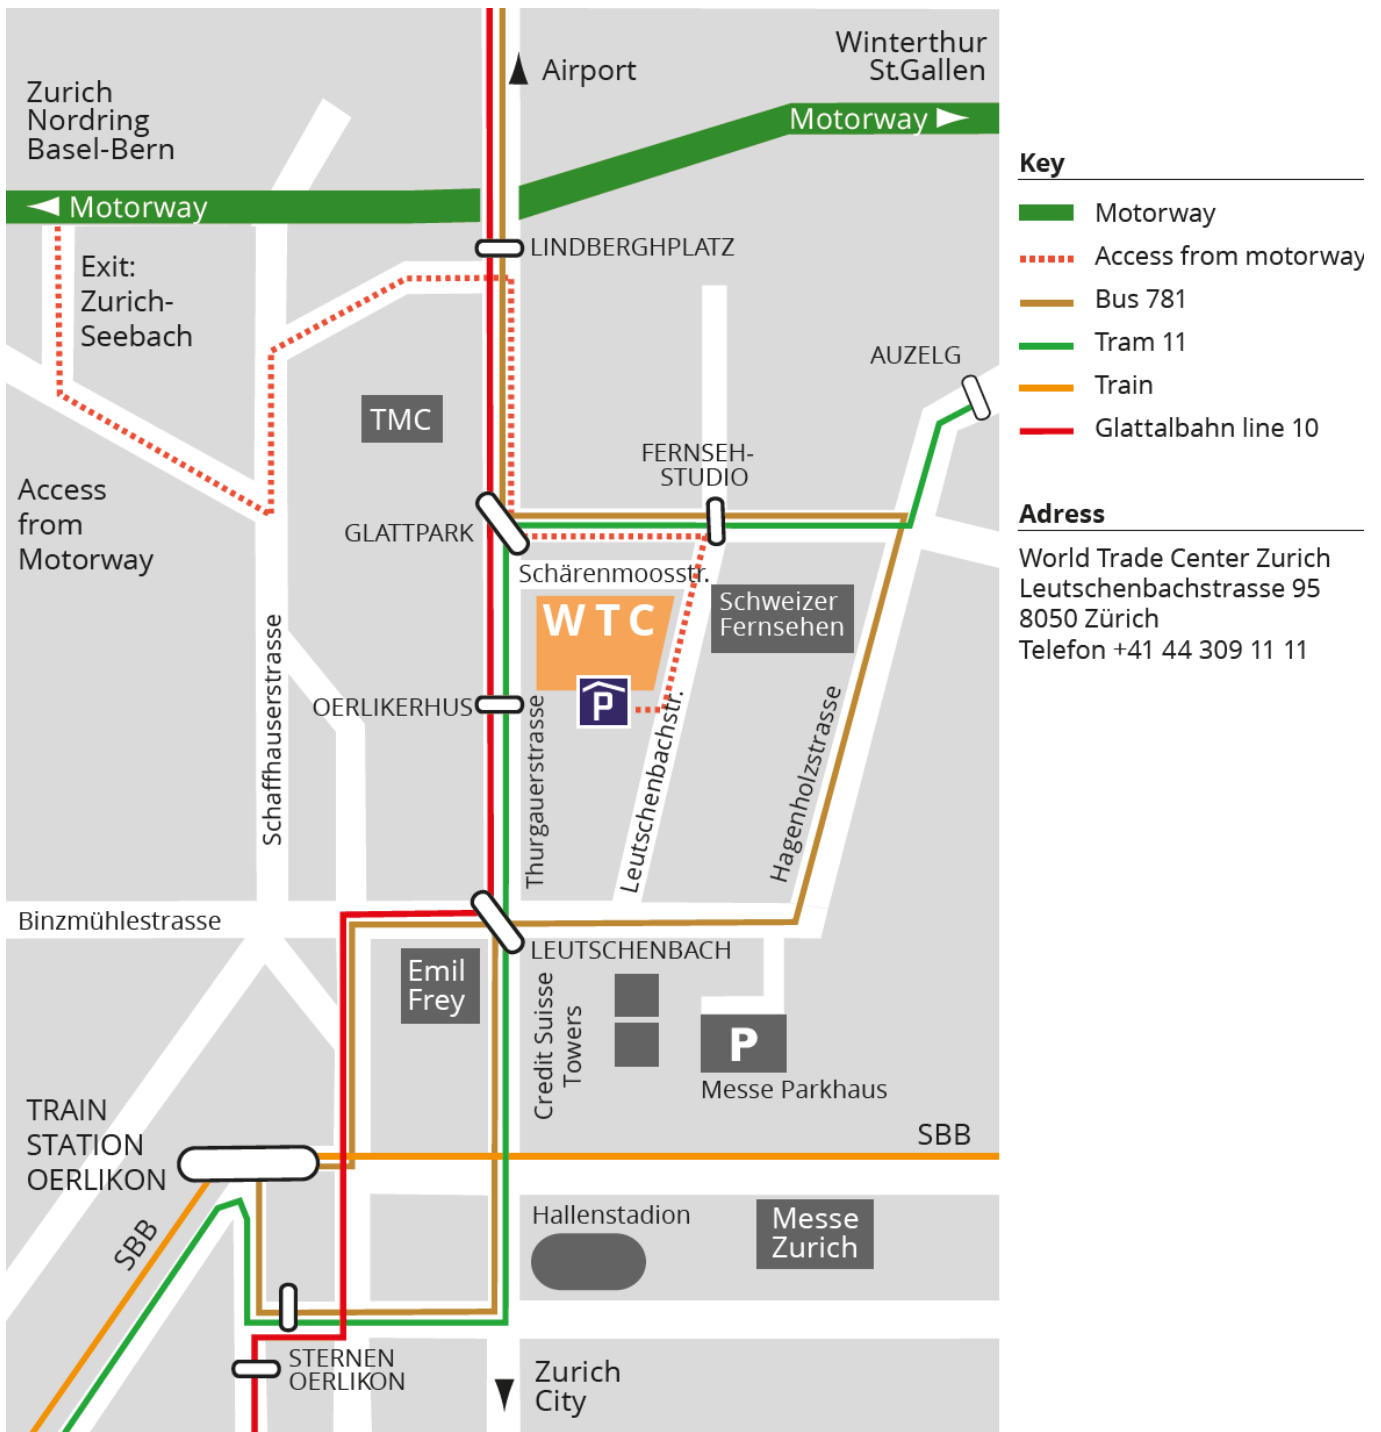 Winterthur
St.Gallen
Airport
Zurich
Nordring
Basel-Bern
Motorway
Motorway
LINDBERGHPLATZ
Exit:
Zurich-
Seebach
AUZELG
TMC
FERNSEH-
STUDIO
Access
from
Motorway
GLATTPARK
Schärenmoosstr.
WTC
Schweizer
Fernsehen
Schaffhauserstrasse
OERLIKERHUS
P
Thurgauerstrasse
Leutschenbachstr.
Hagenholzstrasse
Binzmühlestrasse
LEUTSCHENBACH
Emil
Frey
Credit Suisse
Towers
P
Messe Parkhaus
TRAIN
STATION
OERLIKON
SBB
SBB
Hallenstadion
Messe
Zurich
STERNEN
OERLIKON
Zurich
City
Key
Motorway
Access from motorway
Bus 781
Tram 11
Train
Glattalbahn line 10
Adress
World Trade Center Zurich
Leutschenbachstrasse 95
8050 Zürich
Telefon +41 44 309 11 11